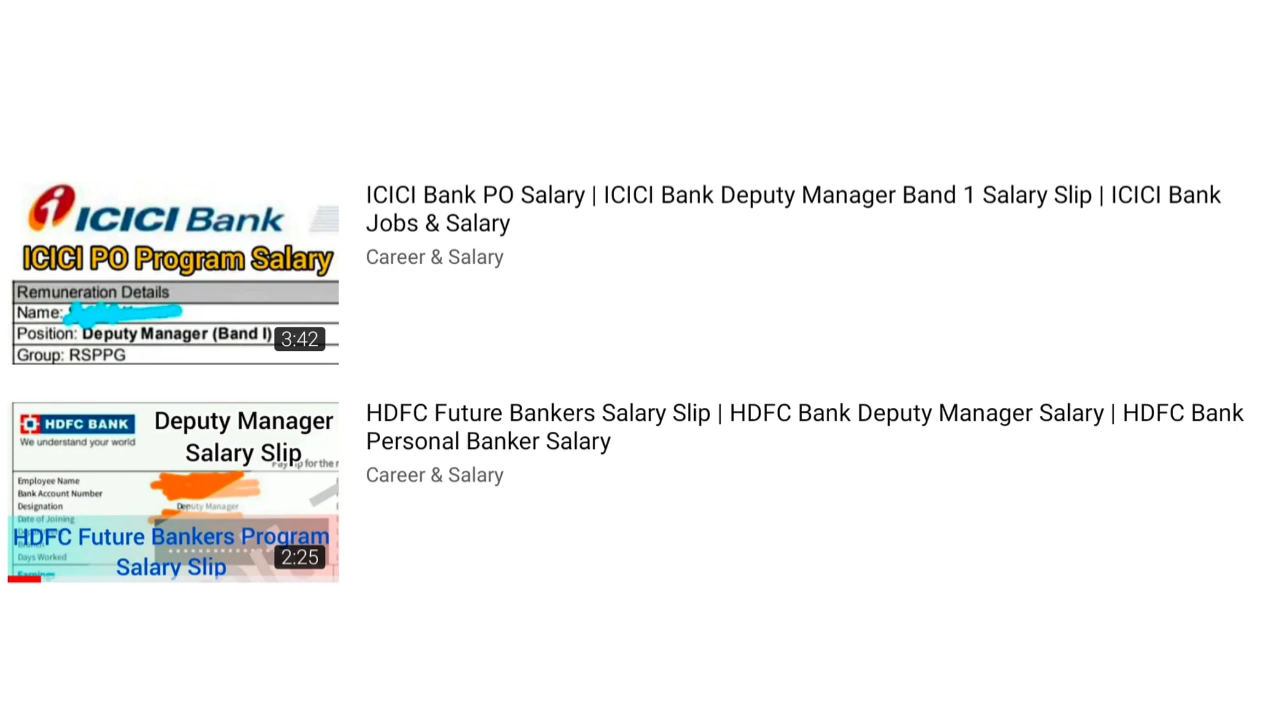 ICICI Bank
ICICI PO Program Salary
Remuneration Details
Name:
Position: Deputy Manager (Band I)
Group: RSPPG
3:42
ICICI Bank PO Salary | ICICI Bank Deputy Manager Band 1 Salary Slip | ICICI Bank
Jobs & Salary
Career & Salary
HDFC BANK
We understand your world
Deputy Manager
Salary Slip
for the
Employee Name
Bank Account Number
Designation Deputy Manager
Date of Joining
HDFC Future Bankers Program
Days Worked
Salary Slip
2:25
Earnings
HDFC Future Bankers Salary Slip | HDFC Bank Deputy Manager Salary | HDFC Bank
Personal Banker Salary
Career & Salary